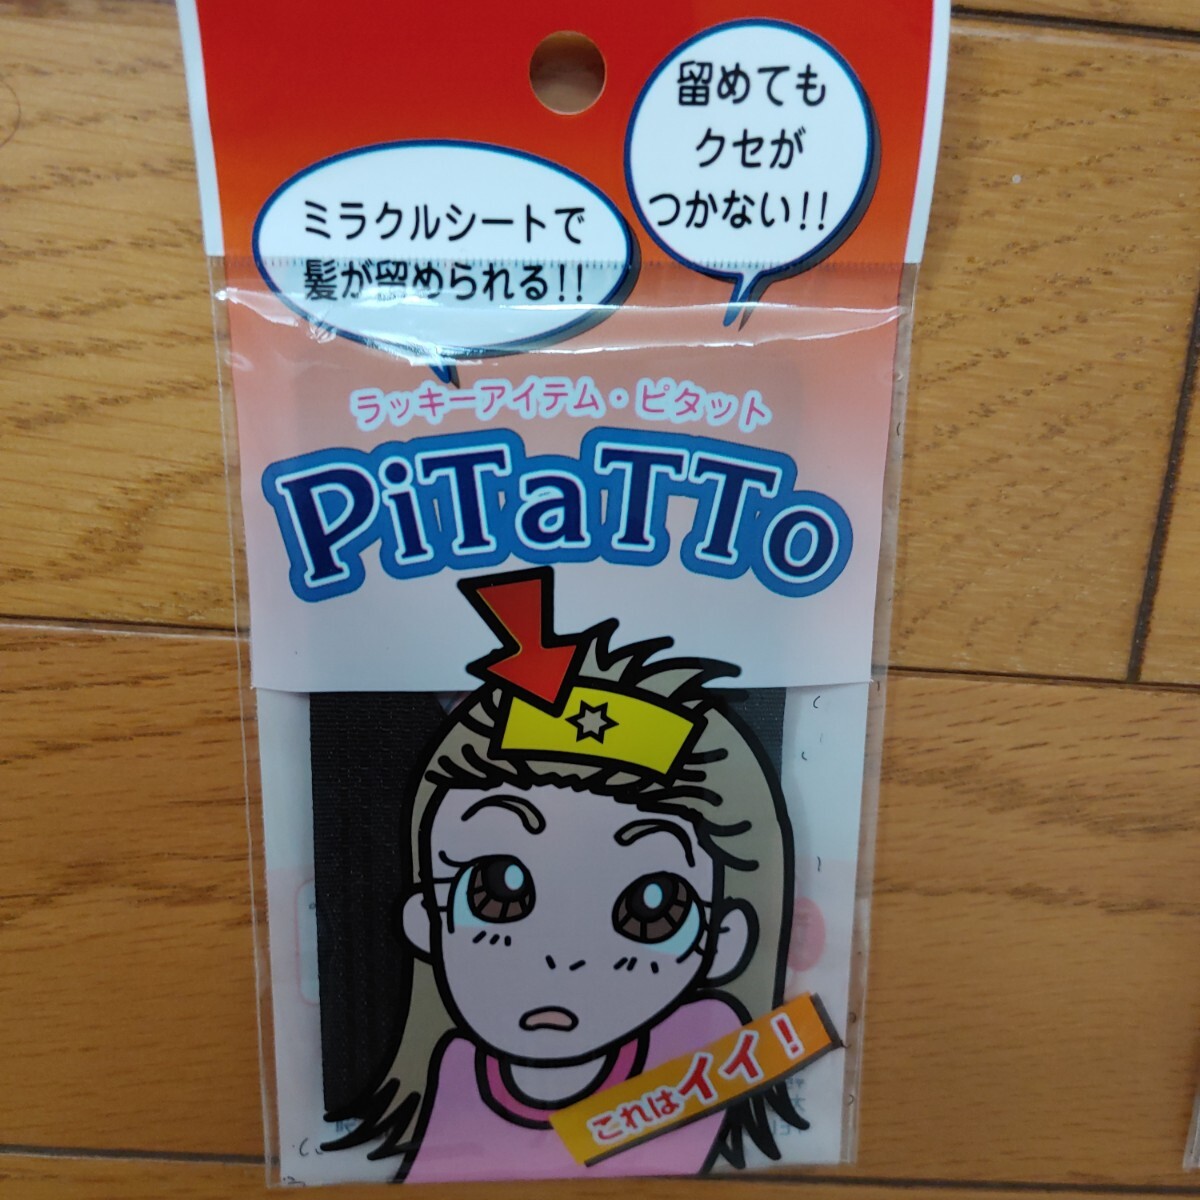 留めても
クセが
つかない!!
ミラクルシートで
髪が留められる!!
ラッキーアイテム・ピタット
PiTaTTo
これはイイ!